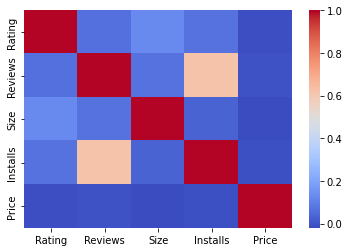 Rating
Reviews
Size
Installs
Price
Rating
Reviews
Size
Installs
Price
1.0
0.8
0.6
0.4
0.2
0.0